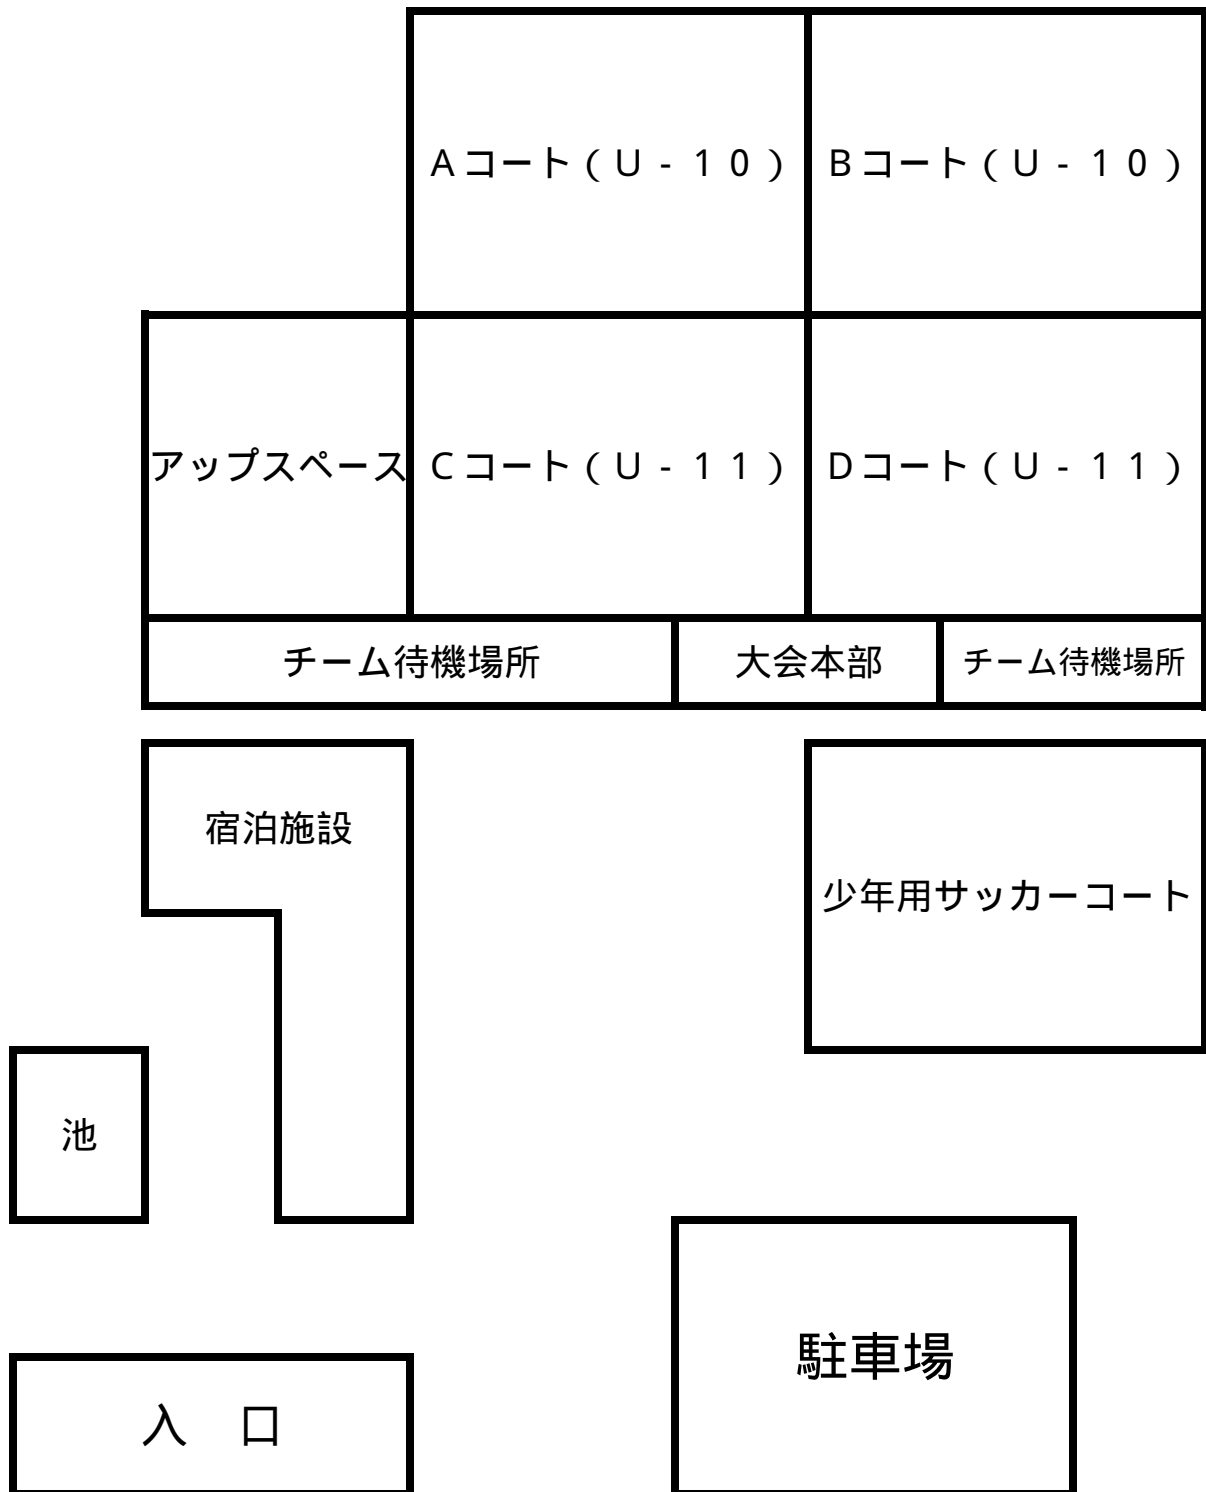 Ａコート（Ｕ‐１０）
Ｂコート（Ｕ‐１０）
アップスペース
Ｃコート（Ｕ‐１１）
Ｄコート（Ｕ‐１１）
チーム待機場所
大会本部
チーム待機場所
宿泊施設
少年用サッカーコート
池
駐車場
入　口